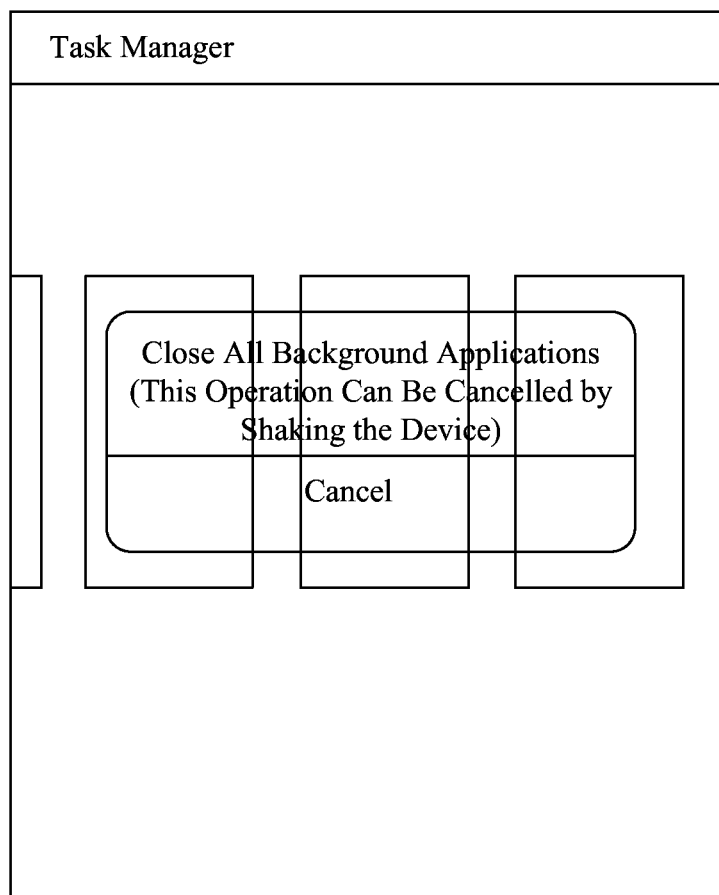 Task Manager
Close All Background Applications
(This Operation Can Be Cancelled by
Shaking the Device)
Cancel